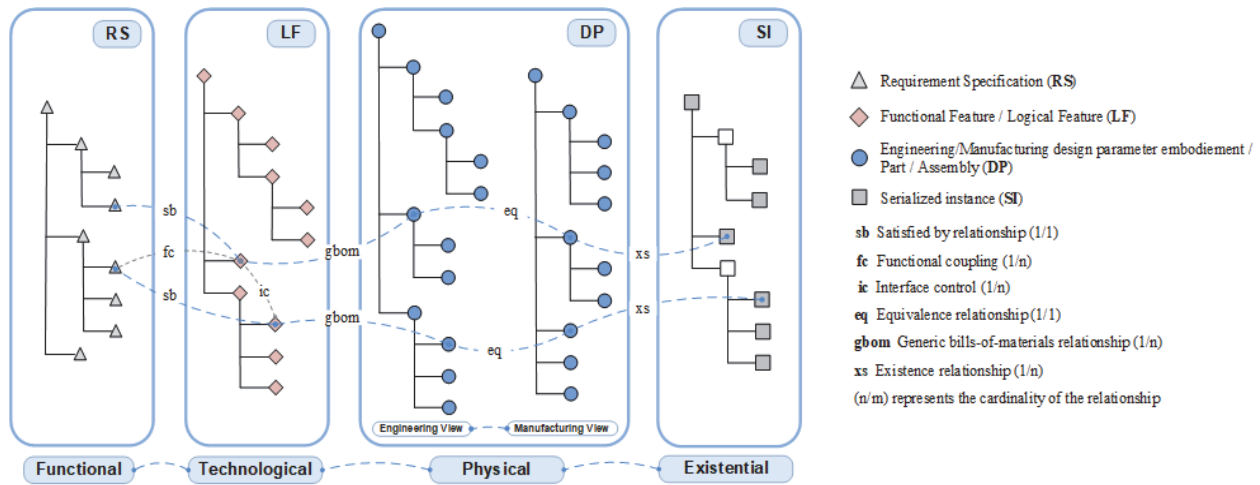 RS
LF
DP
SI
sb
fc
sb
ic
gbom
gbom
eq
eq
xs
xs
Engineering View
Manufacturing View
Functional
Technological
Physical
Existential
Requirement Specification (RS)
Functional Feature / Logical Feature (LF)
Engineering/Manufacturing design parameter embodiement /
Part / Assembly (DP)
Serialized instance (SI)
sb Satisfied by relationship (1/1)
fc Functional coupling (1/n)
ic Interface control (1/n)
eq Equivalence relationship (1/1)
gbom Generic bills-of-materials relationship (1/n)
xs Existence relationship (1/n)
(n/m) represents the cardinality of the relationship